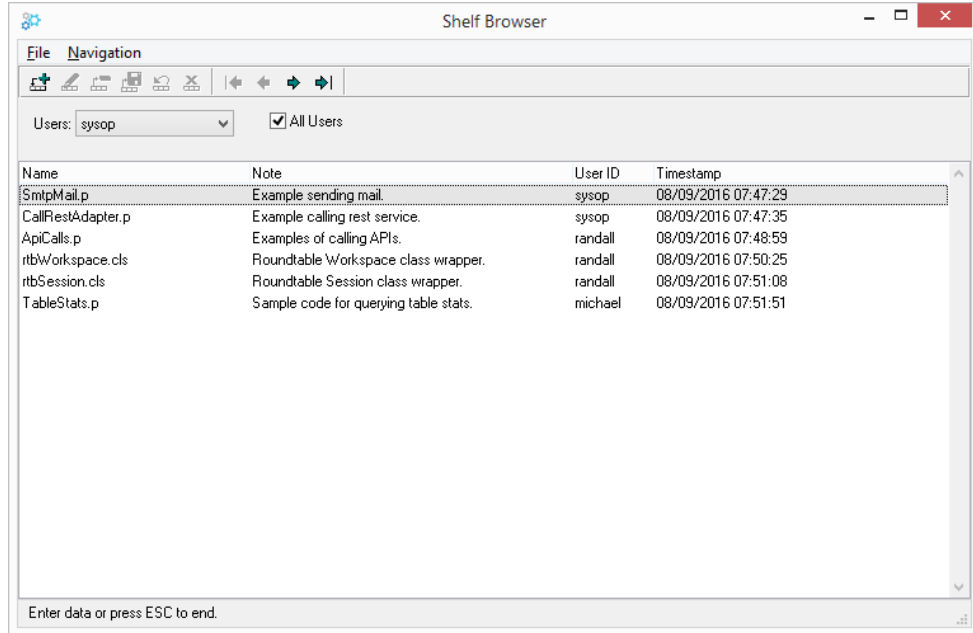 Shelf Browser
File Navigation
Users: sysop All Users
Name Note User ID Timestamp
SmtpMail.p Example sending mail. sysop 08/09/2016 07:47:29
CallRestAdapter.p Example calling rest service. sysop 08/09/2016 07:47:35
ApiCalls.p Examples of calling APIs. randall 08/09/2016 07:48:59
rtbWorkspace.cls Roundtable Workspace class wrapper. randall 08/09/2016 07:50:25
rtbSession.cls Roundtable Session class wrapper. randall 08/09/2016 07:51:08
TableStats.p Sample code for querying table stats. michael 08/09/2016 07:51:51
Enter data or press ESC to end.